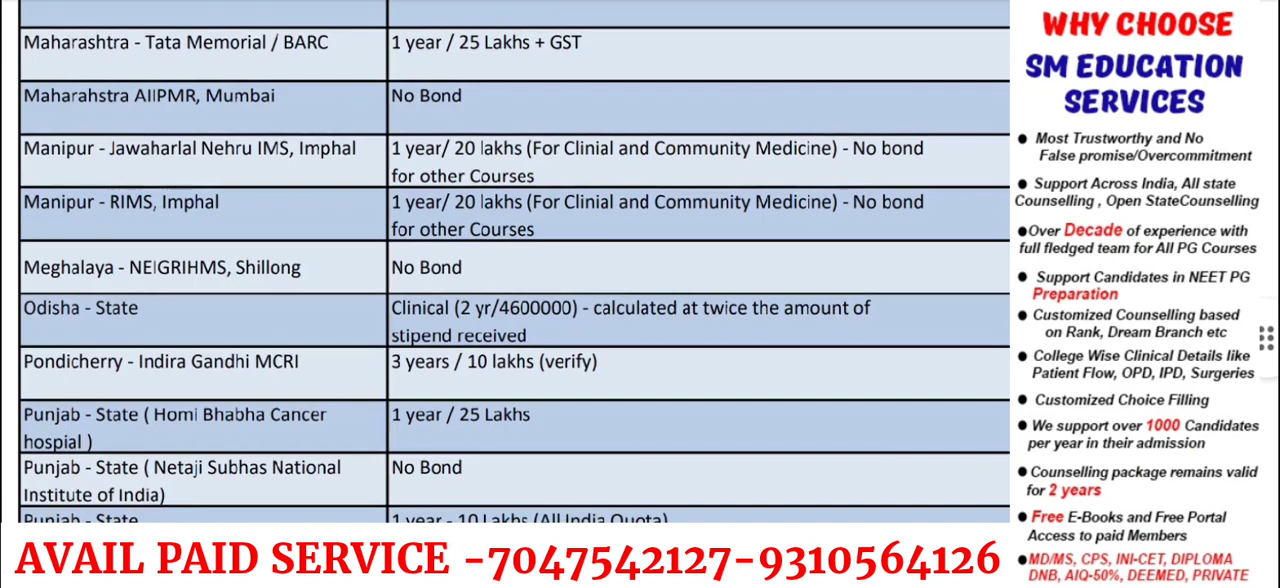 Maharashtra - Tata Memorial / BARC
1 year / 25 Lakhs + GST
Maharahstra AIIPMR, Mumbai
No Bond
Manipur - Jawaharlal Nehru IMS, Imphal
1 year/ 20 lakhs (For Clinial and Community Medicine) - No bond
for other Courses
Manipur - RIMS, Imphal
1 year/ 20 lakhs (For Clinial and Community Medicine) - No bond
for other Courses
Meghalaya - NEIGRIHMS, Shillong
No Bond
Odisha - State
Clinical (2 yr/4600000) - calculated at twice the amount of
stipend received
Pondicherry - Indira Gandhi MCRI
3 years / 10 lakhs (verify)
Punjab - State ( Homi Bhabha Cancer
hospial )
1 year / 25 Lakhs
Punjab - State ( Netaji Subhas National
Institute of India)
No Bond
Punjab - State
1 year - 10 Lakhs (All India Quota)
WHY CHOOSE
SM EDUCATION
SERVICES
● Most Trustworthy and No
False promise/Overcommitment
● Support Across India, All state
Counselling , Open StateCounselling
●Over Decade of experience with
full fledged team for All PG Courses
● Support Candidates in NEET PG
Preparation
● Customized Counselling based
on Rank, Dream Branch etc
● College Wise Clinical Details like
Patient Flow, OPD, IPD, Surgeries
● Customized Choice Filling
● We support over 1000 Candidates
per year in their admission
● Counselling package remains valid
for 2 years
● Free E-Books and Free Portal
Access to paid Members
●MD/MS, CPS, INI-CET, DIPLOMA
DNB, AIQ-50%, DEEMED, PRIVATE
AVAIL PAID SERVICE -7047542127-9310564126